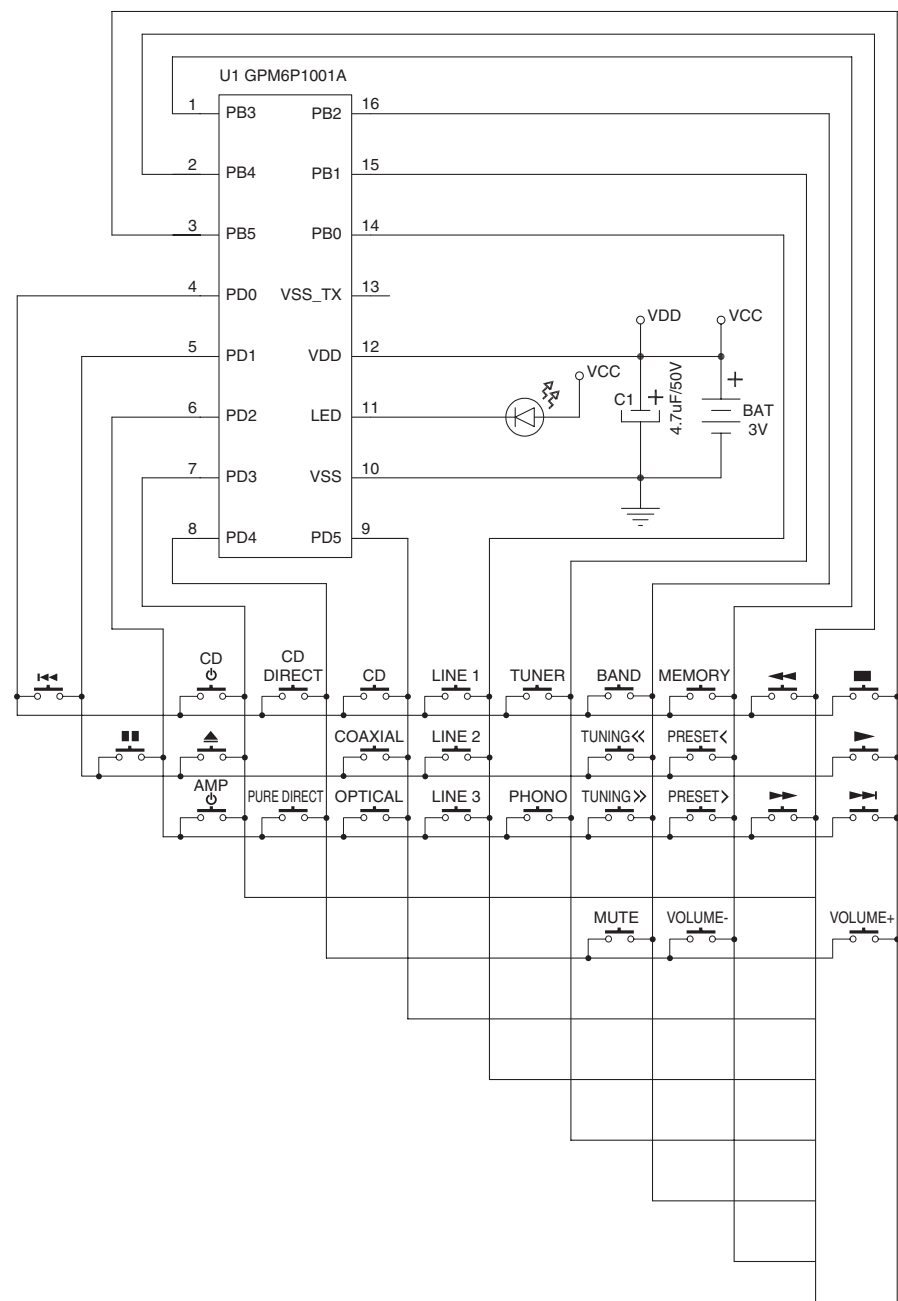 U1 GPM6P1001A
1 PB3 PB2 16
2 PB4 PB1 15
3 PB5 PB0 14
4 PD0 VSS_TX 13
5 PD1 VDD 12
6 PD2 LED 11
7 PD3 VSS 10
8 PD4 PD5 9
VDD
VCC
VCC
C1 +
4.7uF/50V
+
BAT
3V
CD
CD
DIRECT
CD
LINE 1
TUNER
BAND
MEMORY
COAXIAL
LINE 2
TUNING<<
PRESET<
AMP
PURE DIRECT
OPTICAL
LINE 3
PHONO
TUNING>>
PRESET>
MUTE
VOLUME-
VOLUME+